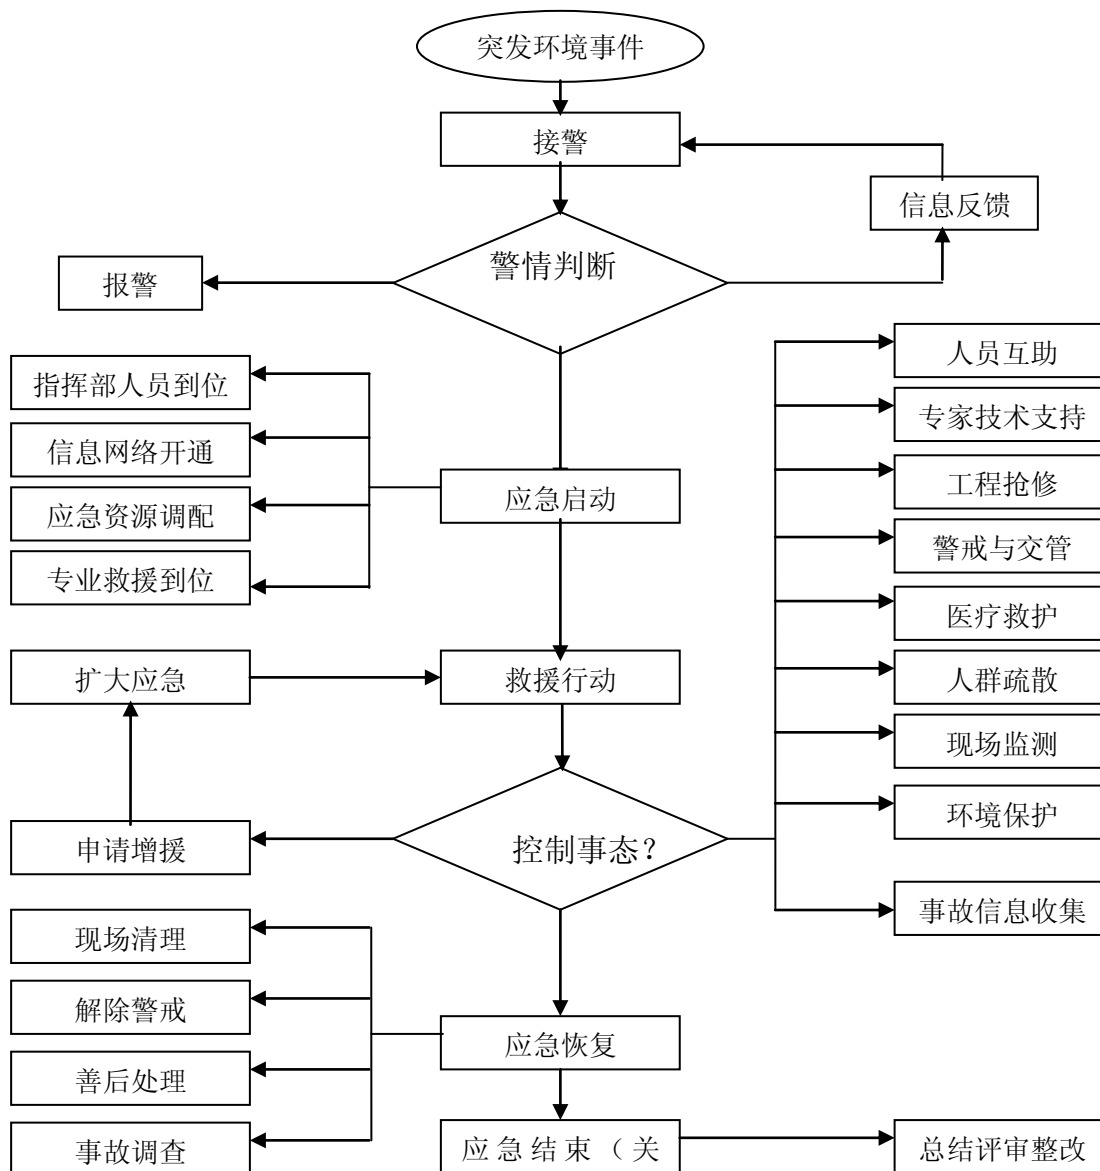 突发环境事件
接警
信息反馈
警情判断
报警
人员互助
指挥部人员到位
专家技术支持
信息网络开通
工程抢修
应急启动
应急资源调配
警戒与交管
专业救援到位
医疗救护
扩大应急
救援行动
人群疏散
现场监测
环境保护
申请增援
控制事态？
事故信息收集
现场清理
解除警戒
应急恢复
善后处理
事故调查
应急结束（关
总结评审整改